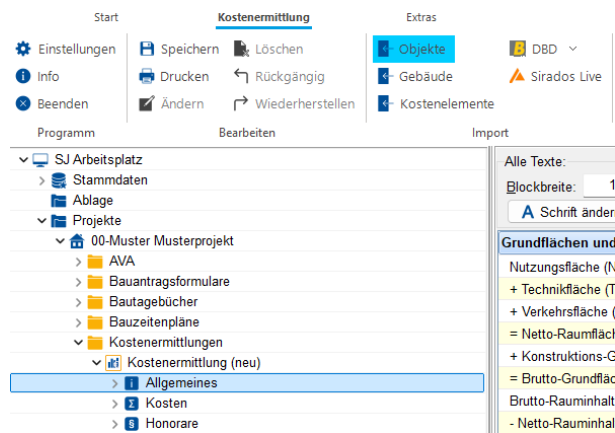 Start Kostenermittlung Extras
Einstellungen Speichern Löschen Objekte DBD
Info Drucken Rückgängig Gebäude Sirados Live
Beenden Ändern Wiederherstellen Kostenelemente
Programm Bearbeiten Import
SJ Arbeitsplatz
Stammdaten
Ablage
Projekte
00-Muster Musterprojekt
AVA
Bauantragsformulare
Bautagebücher
Bauzeitenpläne
Kostenermittlungen
Kostenermittlung (neu)
Allgemeines
Kosten
Honorare
Alle Texte:
Blockbreite: 1
A Schrift änder
Grundflächen und
Nutzungsfläche (N
+ Technikfläche (T
+ Verkehrsfläche (
= Netto-Raumfläch
+ Konstruktions-G
= Brutto-Grundfläc
Brutto-Rauminhalt
- Netto-Rauminhal